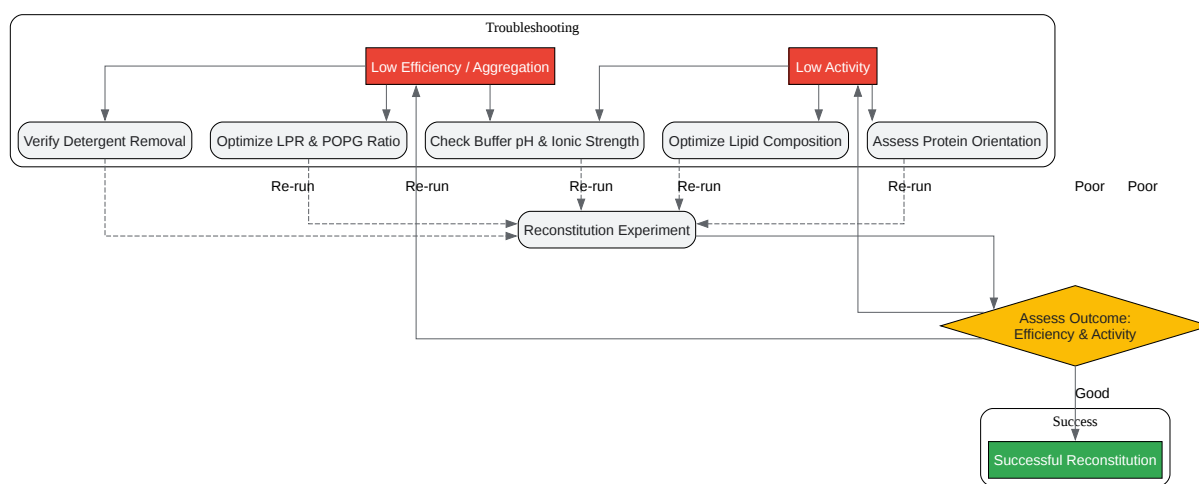 Troubleshooting
Low Efficiency / Aggregation
Low Activity
Verify Detergent Removal
Optimize LPR & POPG Ratio
Check Buffer pH & Ionic Strength
Optimize Lipid Composition
Assess Protein Orientation
Re-run
Re-run
Re-run
Re-run
Re-run
Poor
Poor
Reconstitution Experiment
Assess Outcome:
Efficiency & Activity
Good
Success
Successful Reconstitution